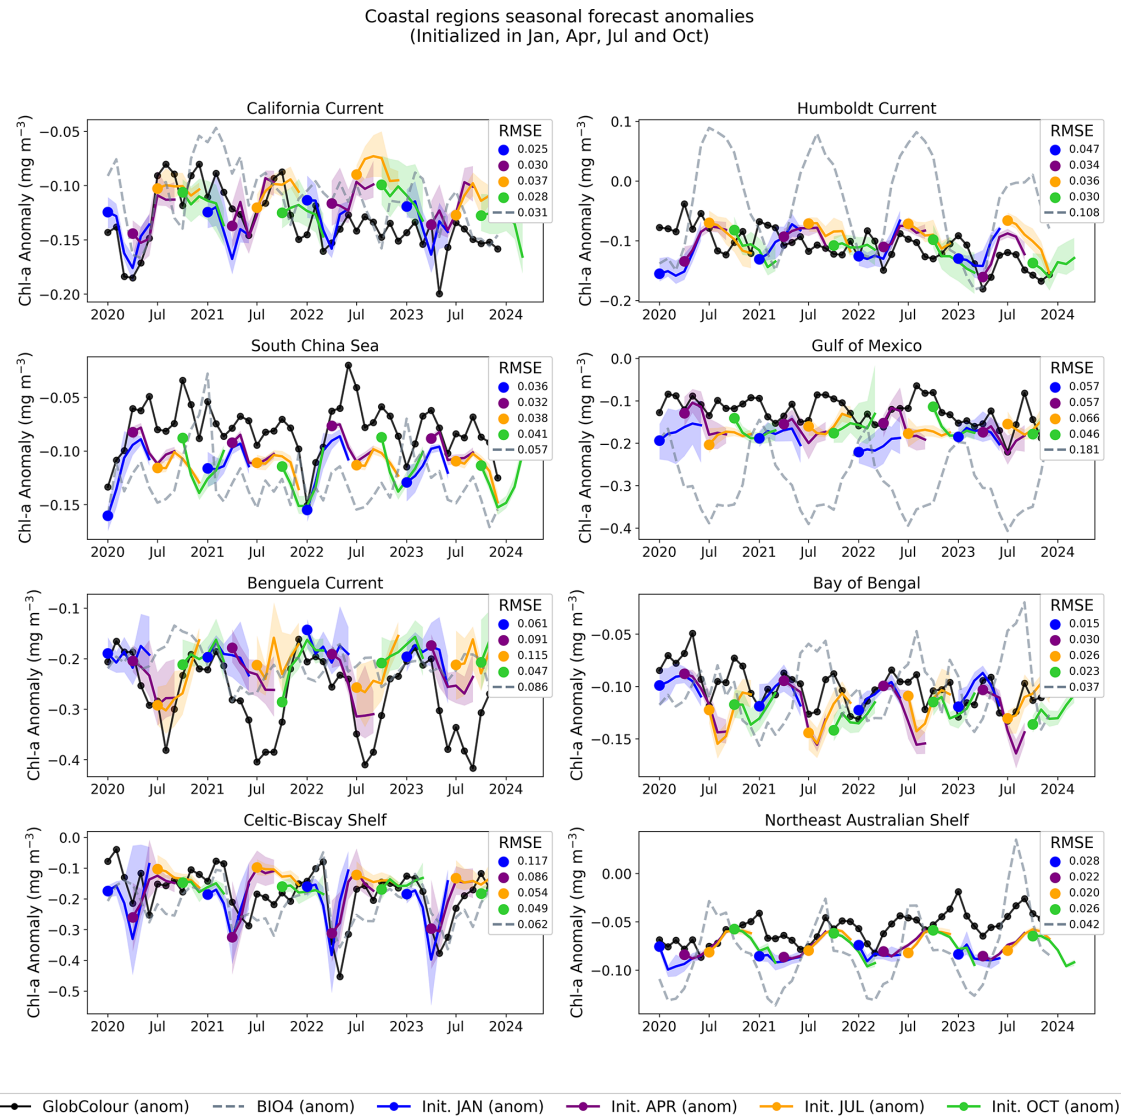 Coastal regions seasonal forecast anomalies
(Initialized in Jan, Apr, Jul and Oct)
California Current
Chl-a Anomaly (mg m−3)
−0.05
−0.10
−0.15
−0.20
2020 Jul 2021 Jul 2022 Jul 2023 Jul 2024
RMSE
0.025
0.030
0.037
0.028
0.031
Humboldt Current
Chl-a Anomaly (mg m−3)
0.1
0.0
−0.1
−0.2
2020 Jul 2021 Jul 2022 Jul 2023 Jul 2024
RMSE
0.047
0.034
0.036
0.030
0.108
South China Sea
Chl-a Anomaly (mg m−3)
−0.05
−0.10
−0.15
2020 Jul 2021 Jul 2022 Jul 2023 Jul 2024
RMSE
0.036
0.032
0.038
0.041
0.057
Gulf of Mexico
Chl-a Anomaly (mg m−3)
0.0
−0.1
−0.2
−0.3
−0.4
2020 Jul 2021 Jul 2022 Jul 2023 Jul 2024
RMSE
0.057
0.057
0.066
0.046
0.181
Benguela Current
Chl-a Anomaly (mg m−3)
−0.1
−0.2
−0.3
−0.4
2020 Jul 2021 Jul 2022 Jul 2023 Jul 2024
RMSE
0.061
0.091
0.115
0.047
0.086
Bay of Bengal
Chl-a Anomaly (mg m−3)
−0.05
−0.10
−0.15
2020 Jul 2021 Jul 2022 Jul 2023 Jul 2024
RMSE
0.015
0.030
0.026
0.023
0.037
Celtic-Biscay Shelf
Chl-a Anomaly (mg m−3)
0.0
−0.1
−0.2
−0.3
−0.4
−0.5
2020 Jul 2021 Jul 2022 Jul 2023 Jul 2024
RMSE
0.117
0.086
0.054
0.049
0.062
Northeast Australian Shelf
Chl-a Anomaly (mg m−3)
0.00
−0.05
−0.10
2020 Jul 2021 Jul 2022 Jul 2023 Jul 2024
RMSE
0.028
0.022
0.020
0.026
0.042
GlobColour (anom) BIO4 (anom) Init. JAN (anom) Init. APR (anom) Init. JUL (anom) Init. OCT (anom)